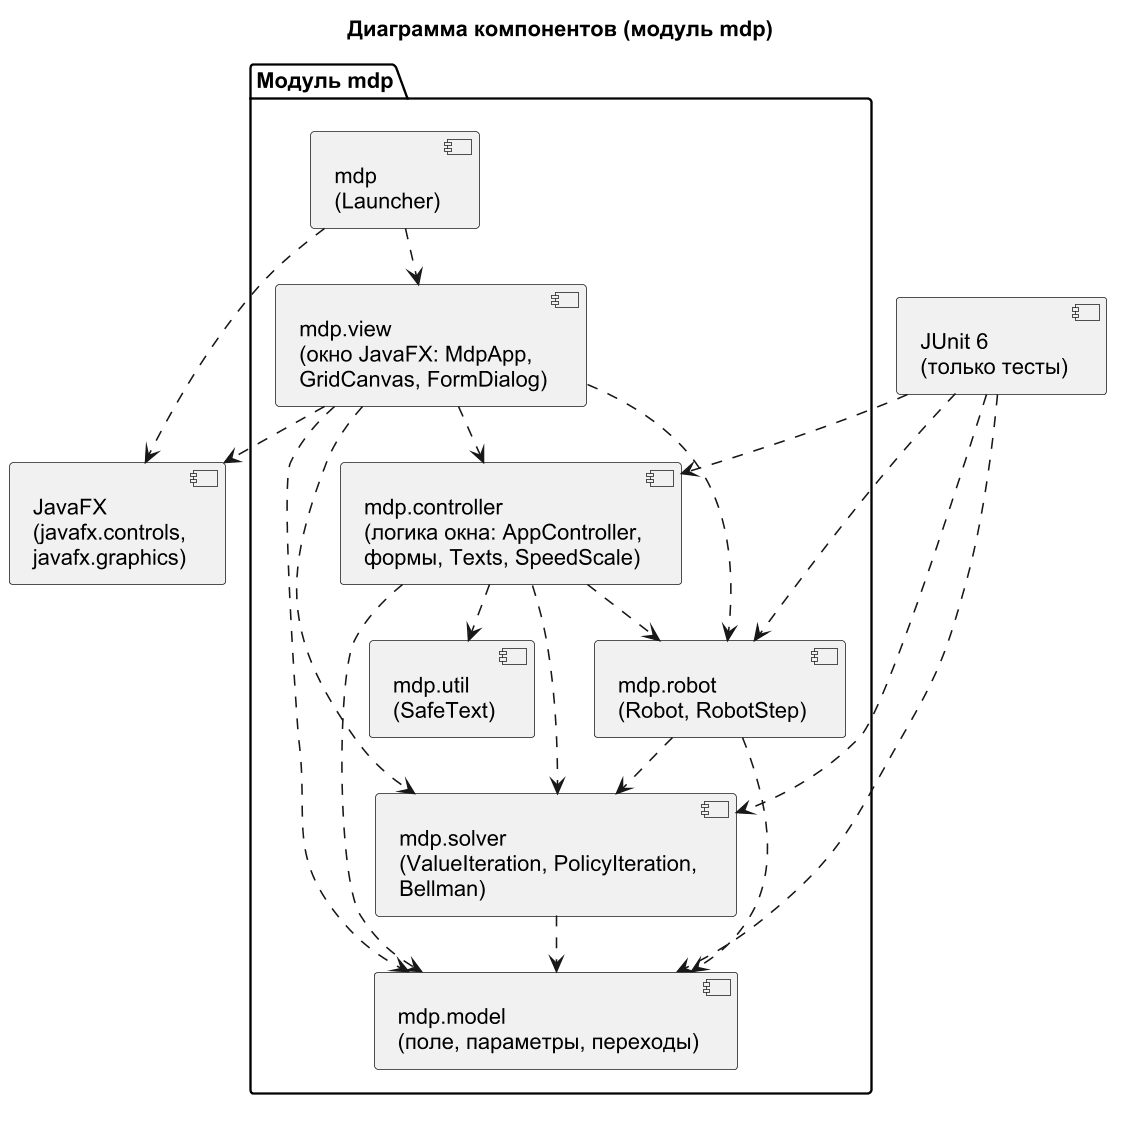 Диаграмма компонентов (модуль mdp)
Модуль mdp
mdp
(Launcher)
mdp.view
(окно JavaFX: MdpApp,
GridCanvas, FormDialog)
JUnit 6
(только тесты)
JavaFX
(javafx.controls,
javafx.graphics)
mdp.controller
(логика окна: AppController,
формы, Texts, SpeedScale)
mdp.util
(SafeText)
mdp.robot
(Robot, RobotStep)
mdp.solver
(ValueIteration, PolicyIteration,
Bellman)
mdp.model
(поле, параметры, переходы)